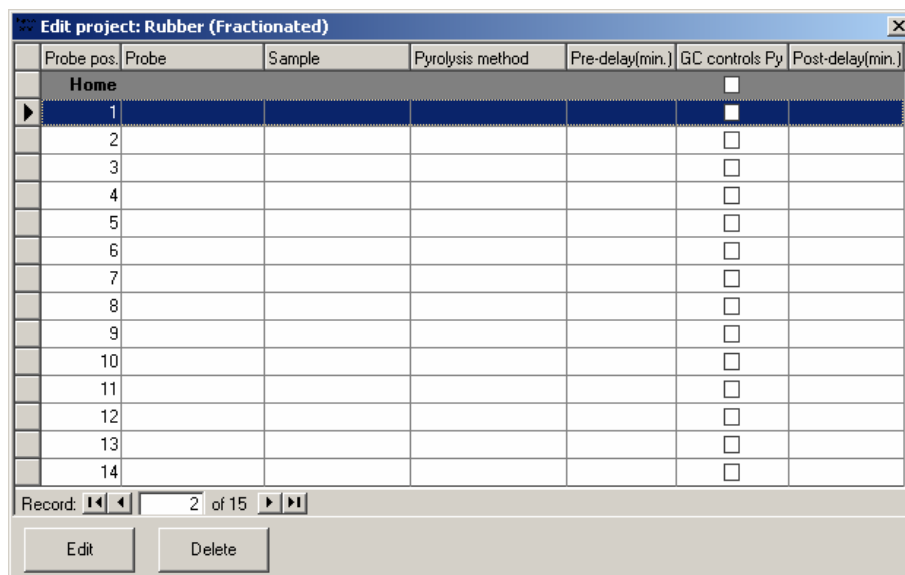 Edit project: Rubber (Fractionated)
Probe pos. Probe Sample Pyrolysis method Pre-delay(min.) GC controls Py Post-delay(min.)
Home
1
2
3
4
5
6
7
8
9
10
11
12
13
14
Record: 2 of 15
Edit Delete